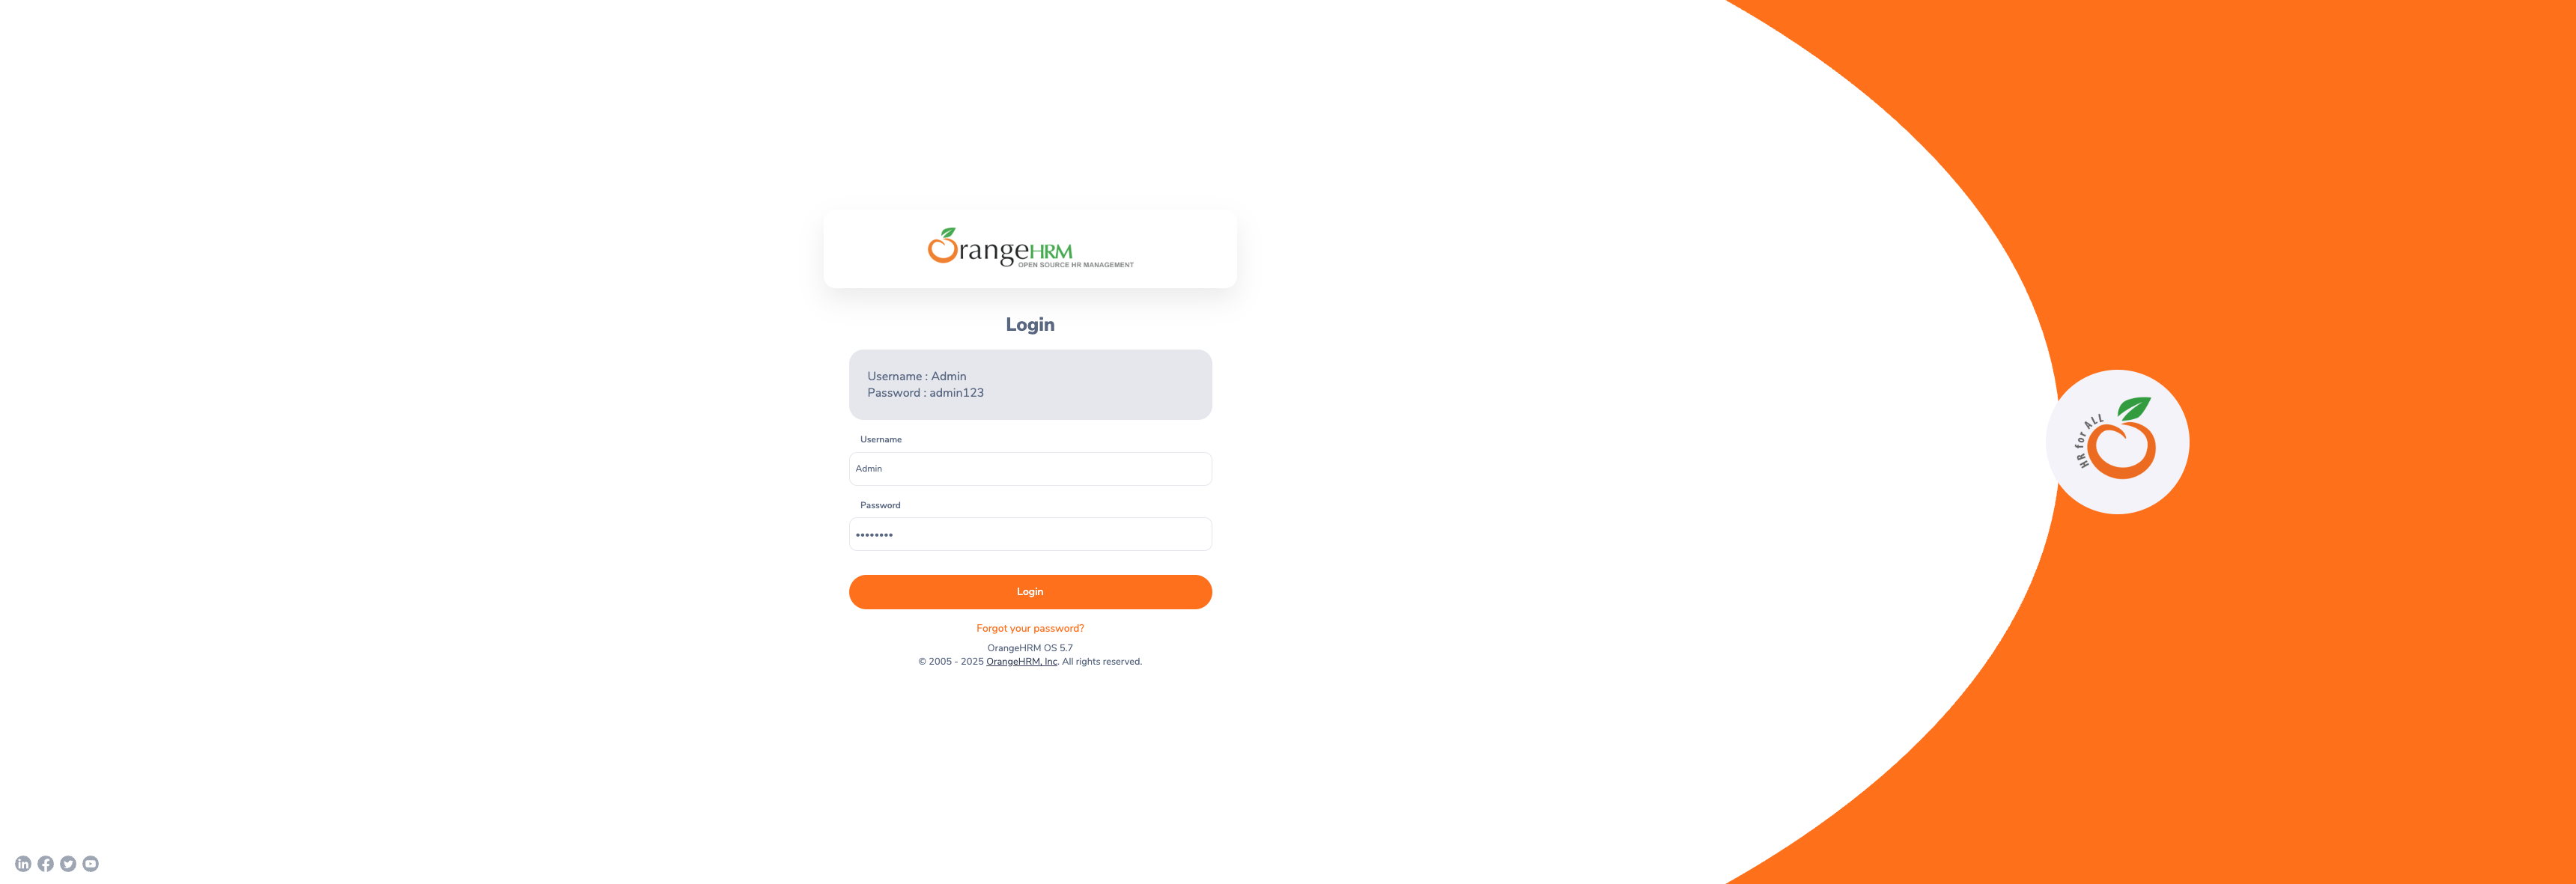 OrangeHRM
OPEN SOURCE HR MANAGEMENT
Login
Username : Admin
Password : admin123
Username
Admin
Password
••••••••
Login
Forgot your password?
OrangeHRM OS 5.7
© 2005 - 2025 OrangeHRM, Inc. All rights reserved.
HR for ALL